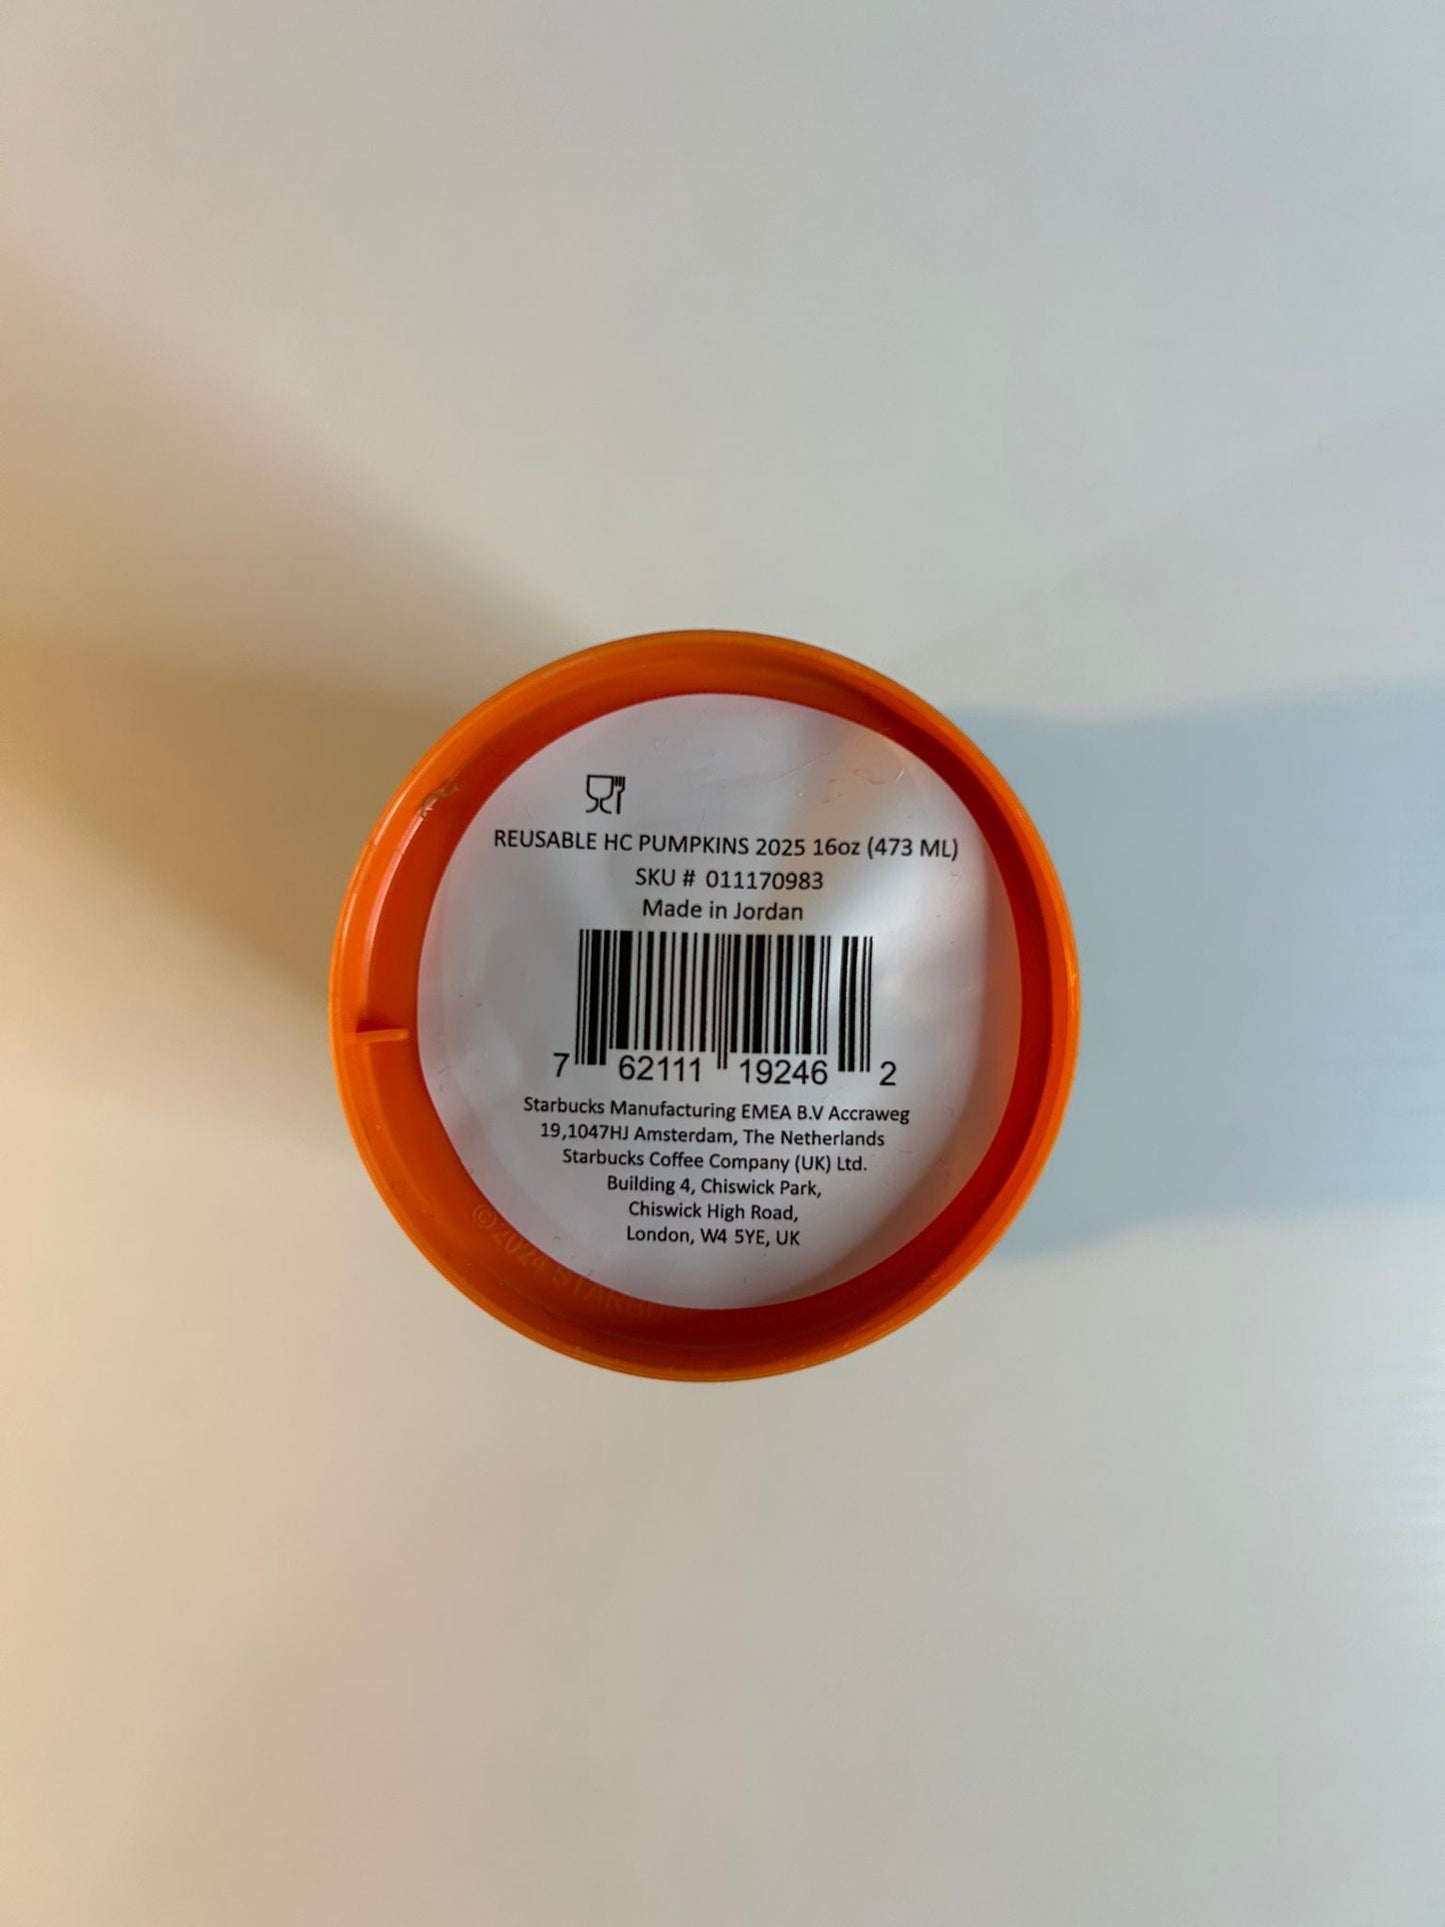 REUSABLE HC PUMPKINS 2025 16oz (473 ML)
SKU # 011170983
Made in Jordan
7 62111 19246 2
Starbucks Manufacturing EMEA B.V Accraweg
19,1047HJ Amsterdam, The Netherlands
Starbucks Coffee Company (UK) Ltd.
Building 4, Chiswick Park,
Chiswick High Road,
London, W4 5YE, UK
©2024